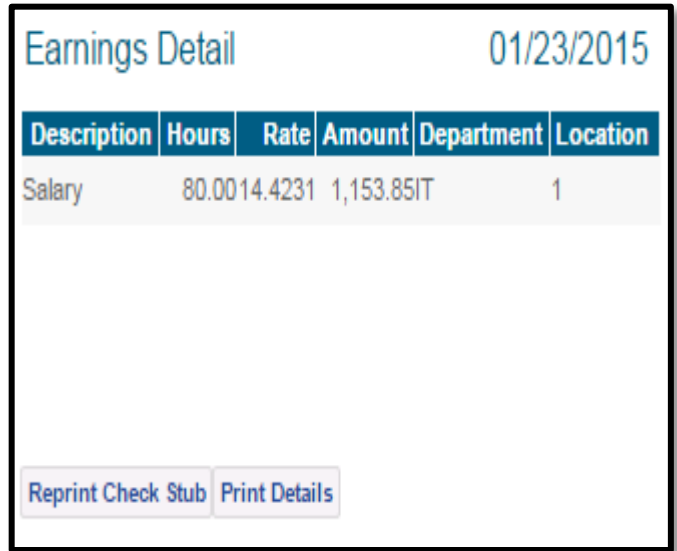 Earnings Detail 01/23/2015
Description Hours Rate Amount Department Location
Salary 80.00 14.4231 1,153.85 IT 1
Reprint Check Stub Print Details